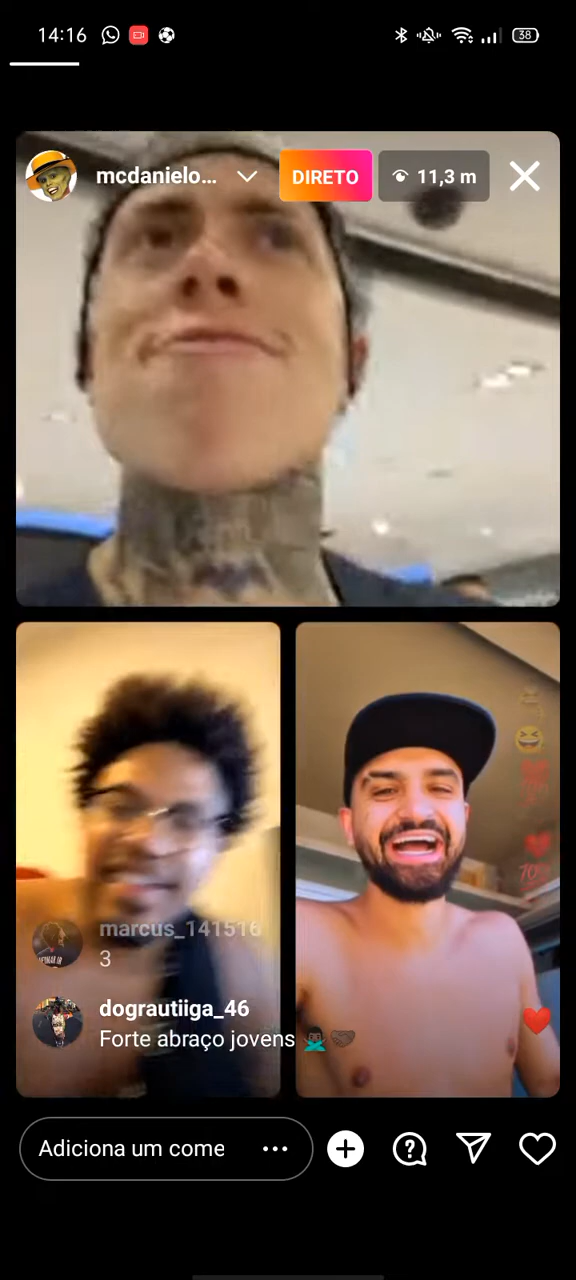 14:16
38
mcdanielo...
DIRETO
11,3 m
marcus_141516
3
dograutiiga_46
Forte abraço jovens
Adiciona um come